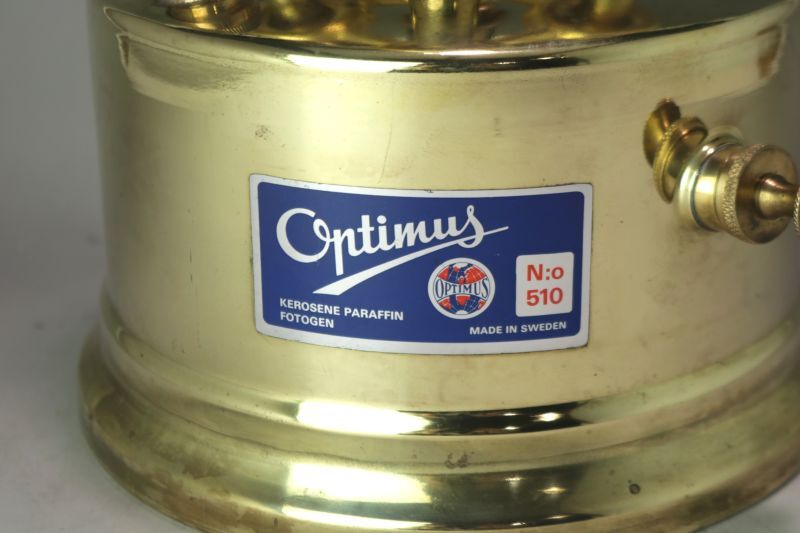 Optimus
OPTIMUS
N:o
510
KEROSENE PARAFFIN
FOTOGEN
MADE IN SWEDEN